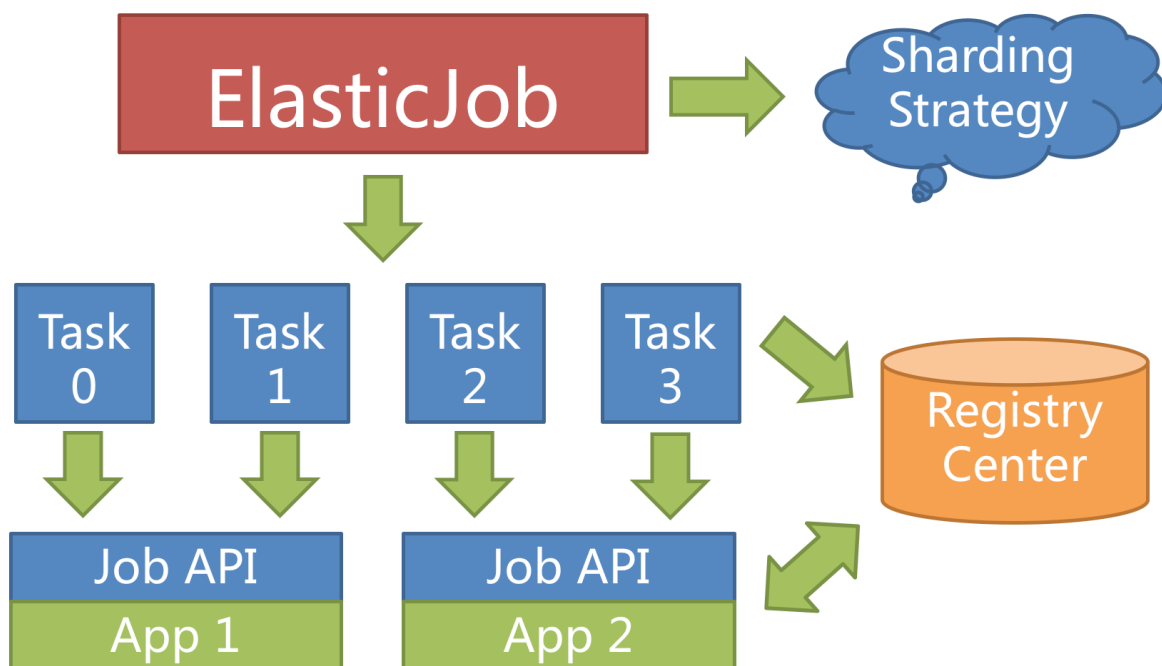 ElasticJob
Sharding
Strategy
Task
0
Task
1
Task
2
Task
3
Registry
Center
Job API
App 1
Job API
App 2